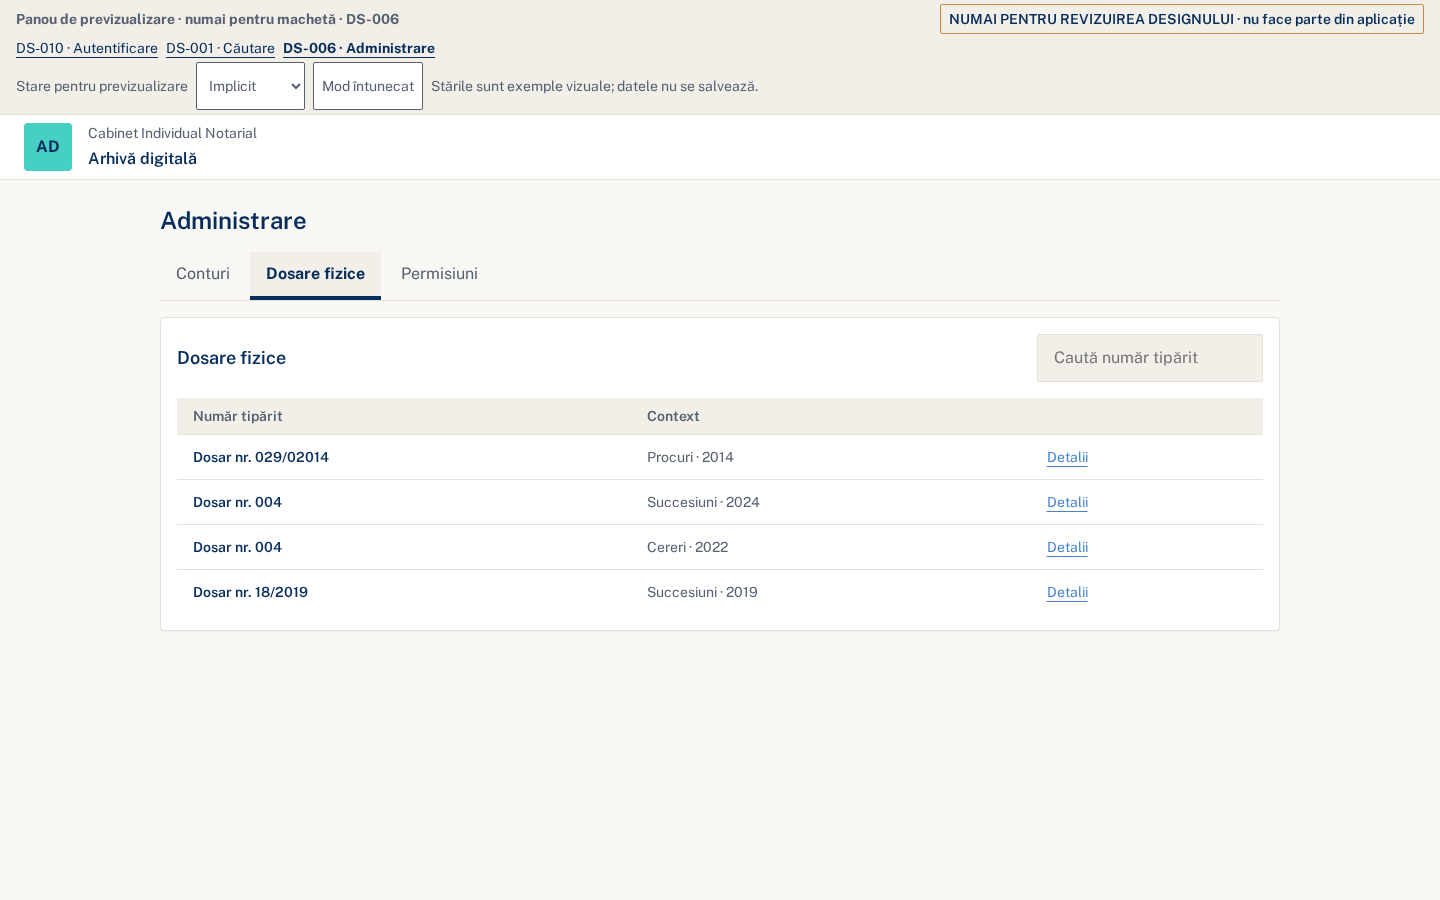 Panou de previzualizare · numai pentru machetă · DS-006
NUMAI PENTRU REVIZUIREA DESIGNULUI · nu face parte din aplicație
DS-010 · Autentificare DS-001 · Căutare DS-006 · Administrare
Stare pentru previzualizare Implicit Mod întunecat Stările sunt exemple vizuale; datele nu se salvează.
AD
Cabinet Individual Notarial
Arhivă digitală
Administrare
Conturi Dosare fizice Permisiuni
Dosare fizice Caută număr tipărit
Număr tipărit Context
Dosar nr. 029/02014 Procuri · 2014 Detalii
Dosar nr. 004 Succesiuni · 2024 Detalii
Dosar nr. 004 Cereri · 2022 Detalii
Dosar nr. 18/2019 Succesiuni · 2019 Detalii